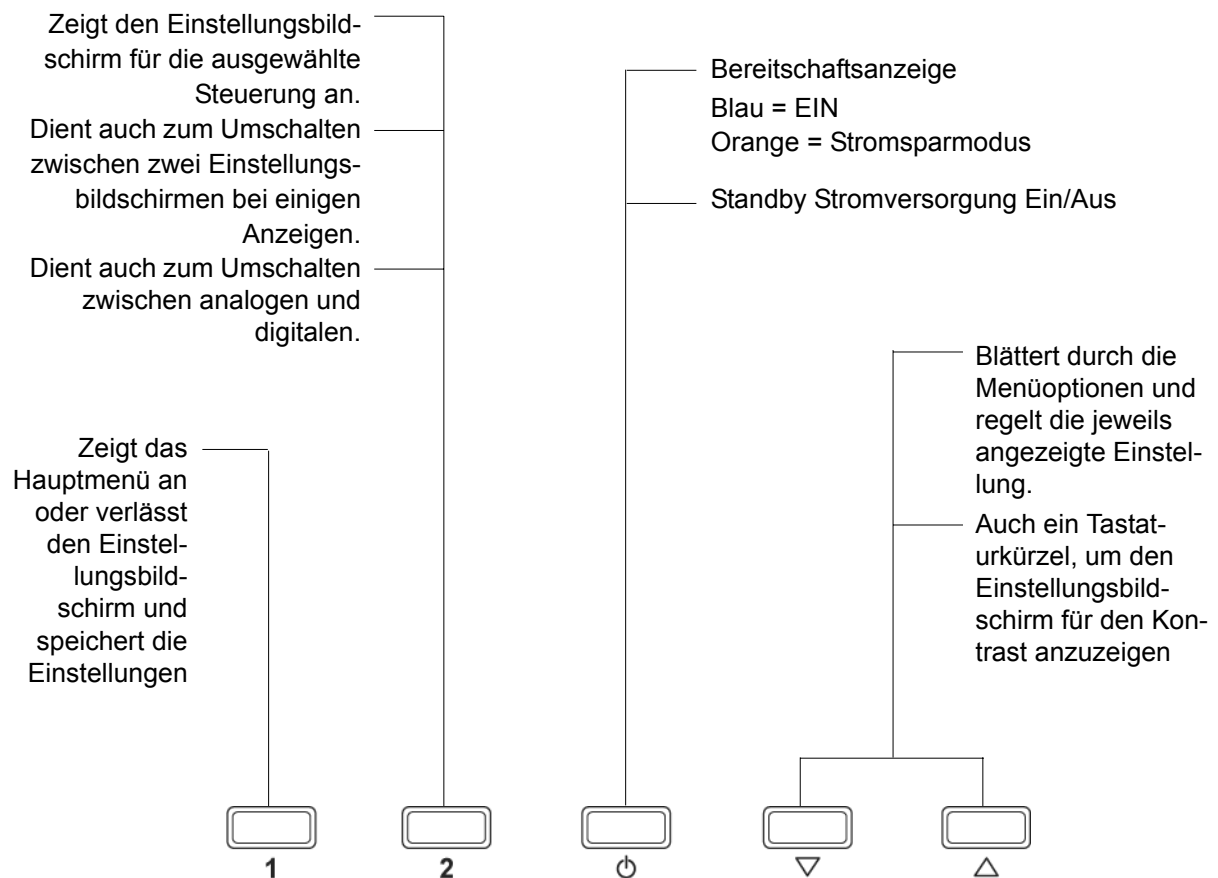 Zeigt den Einstellungsbild-
schirm für die ausgewählte
Steuerung an.
Dient auch zum Umschalten
zwischen zwei Einstellungs-
bildschirmen bei einigen
Anzeigen.
Dient auch zum Umschalten
zwischen analogen und
digitalen.
Zeigt das
Hauptmenü an
oder verlässt
den Einstel-
lungsbild-
schirm und
speichert die
Einstellungen
Bereitschaftsanzeige
Blau = EIN
Orange = Stromsparmodus
Standby Stromversorgung Ein/Aus
Blättert durch die
Menüoptionen und
regelt die jeweils
angezeigte Einstel-
lung.
Auch ein Tastat-
urkürzel, um den
Einstellungsbild-
schirm für den Kon-
trast anzuzeigen
1 2